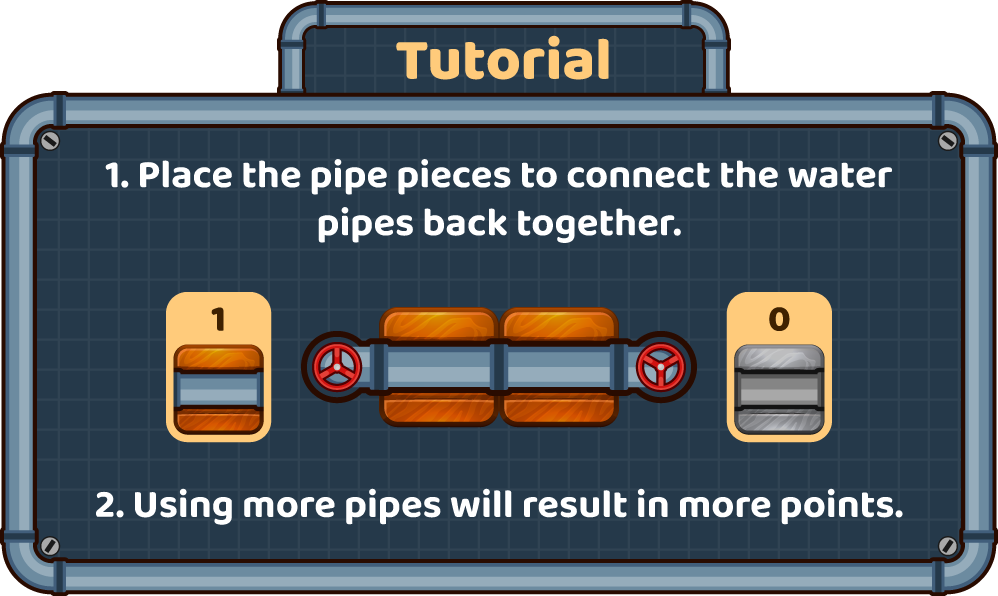 Tutorial
1. Place the pipe pieces to connect the water
pipes back together.
1
0
2. Using more pipes will result in more points.